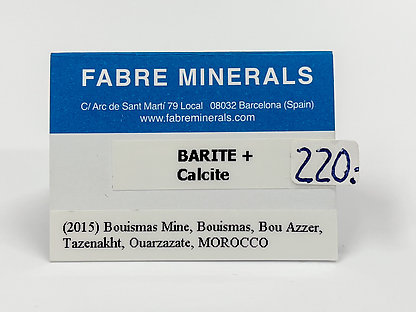 FABRE MINERALS
C/ Arc de Sant Martí 79 Local 08032 Barcelona (Spain)
www.fabreminerals.com
BARITE +
Calcite
220:
(2015) Bouismas Mine, Bouismas, Bou Azzer,
Tazenakht, Ouarzazate, MOROCCO